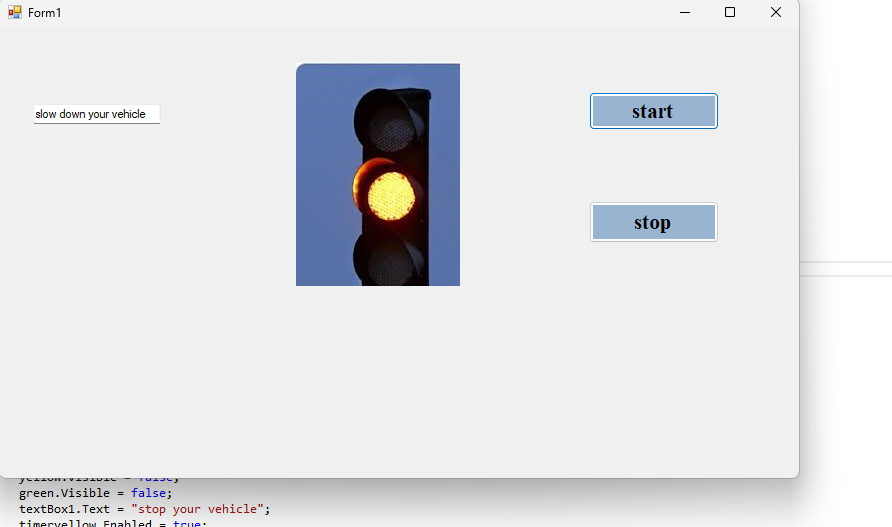 Form1
slow down your vehicle
start
stop
yellow.Visible = false;
green.Visible = false;
textBox1.Text = "stop your vehicle";
timeryellow.Enabled = true;